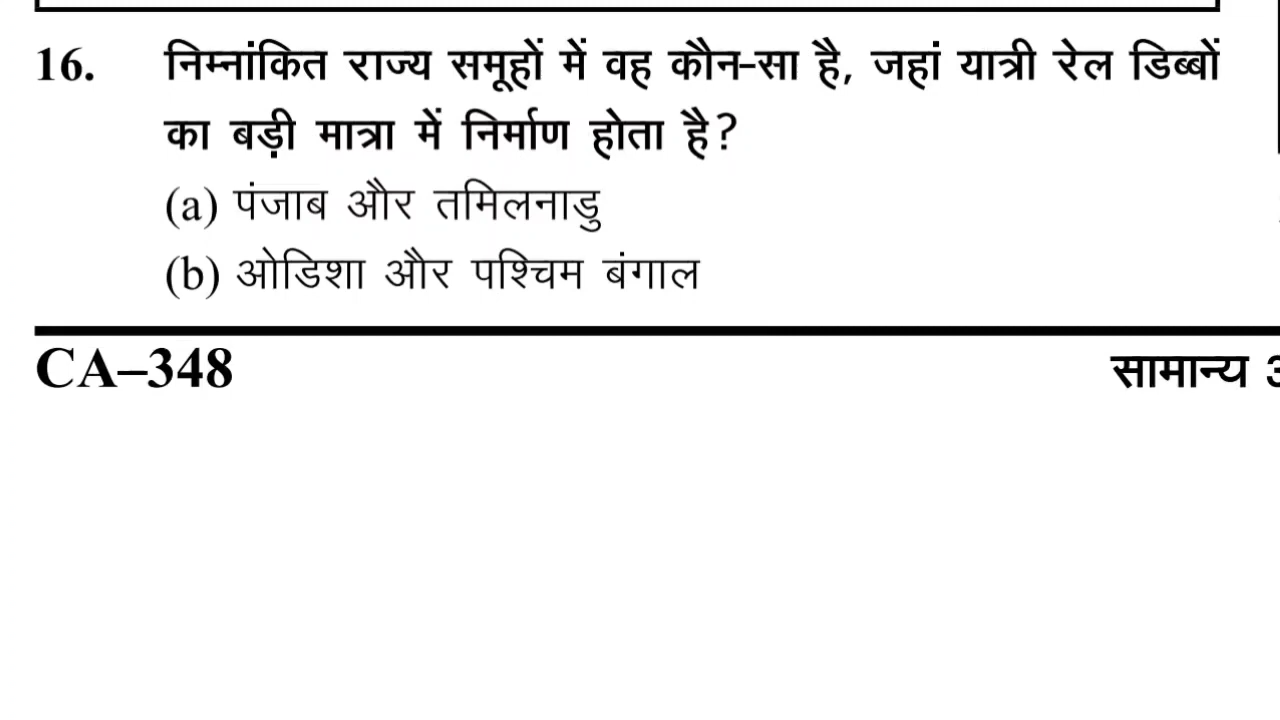 16. निम्नांकित राज्य समूहों में वह कौन-सा है, जहां यात्री रेल डिब्बों
का बड़ी मात्रा में निर्माण होता है?
(a) पंजाब और तमिलनाडु
(b) ओडिशा और पश्चिम बंगाल
CA–348
सामान्य